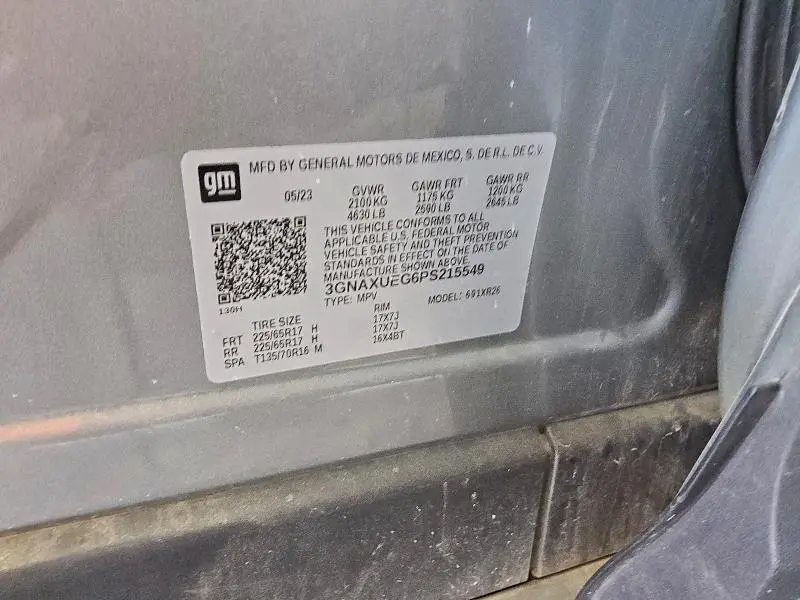 gm
MFD BY GENERAL MOTORS DE MEXICO, S. DE R.L. DE C.V.
05/23 GVWR GAWR FRT GAWR RR
2100 KG 1175 KG 1200 KG
4630 LB 2590 LB 2645 LB
THIS VEHICLE CONFORMS TO ALL
APPLICABLE U.S. FEDERAL MOTOR
VEHICLE SAFETY AND THEFT PREVENTION
STANDARDS IN EFFECT ON THE DATE OF
MANUFACTURE SHOWN ABOVE.
3GNAXUEG6PS215549
TYPE: MPV MODEL: 691XR26
130H
TIRE SIZE RIM
FRT 225/65R17 H 17X7J
RR 225/65R17 H 17X7J
SPA T135/70R16 M 16X4BT